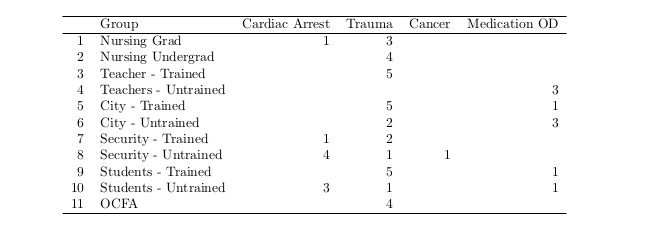 Group Cardiac Arrest Trauma Cancer Medication OD
1 Nursing Grad 1 3
2 Nursing Undergrad 4
3 Teacher - Trained 5
4 Teachers - Untrained 3
5 City - Trained 5 1
6 City - Untrained 2 3
7 Security - Trained 1 2
8 Security - Untrained 4 1 1
9 Students - Trained 5 1
10 Students - Untrained 3 1 1
11 OCFA 4